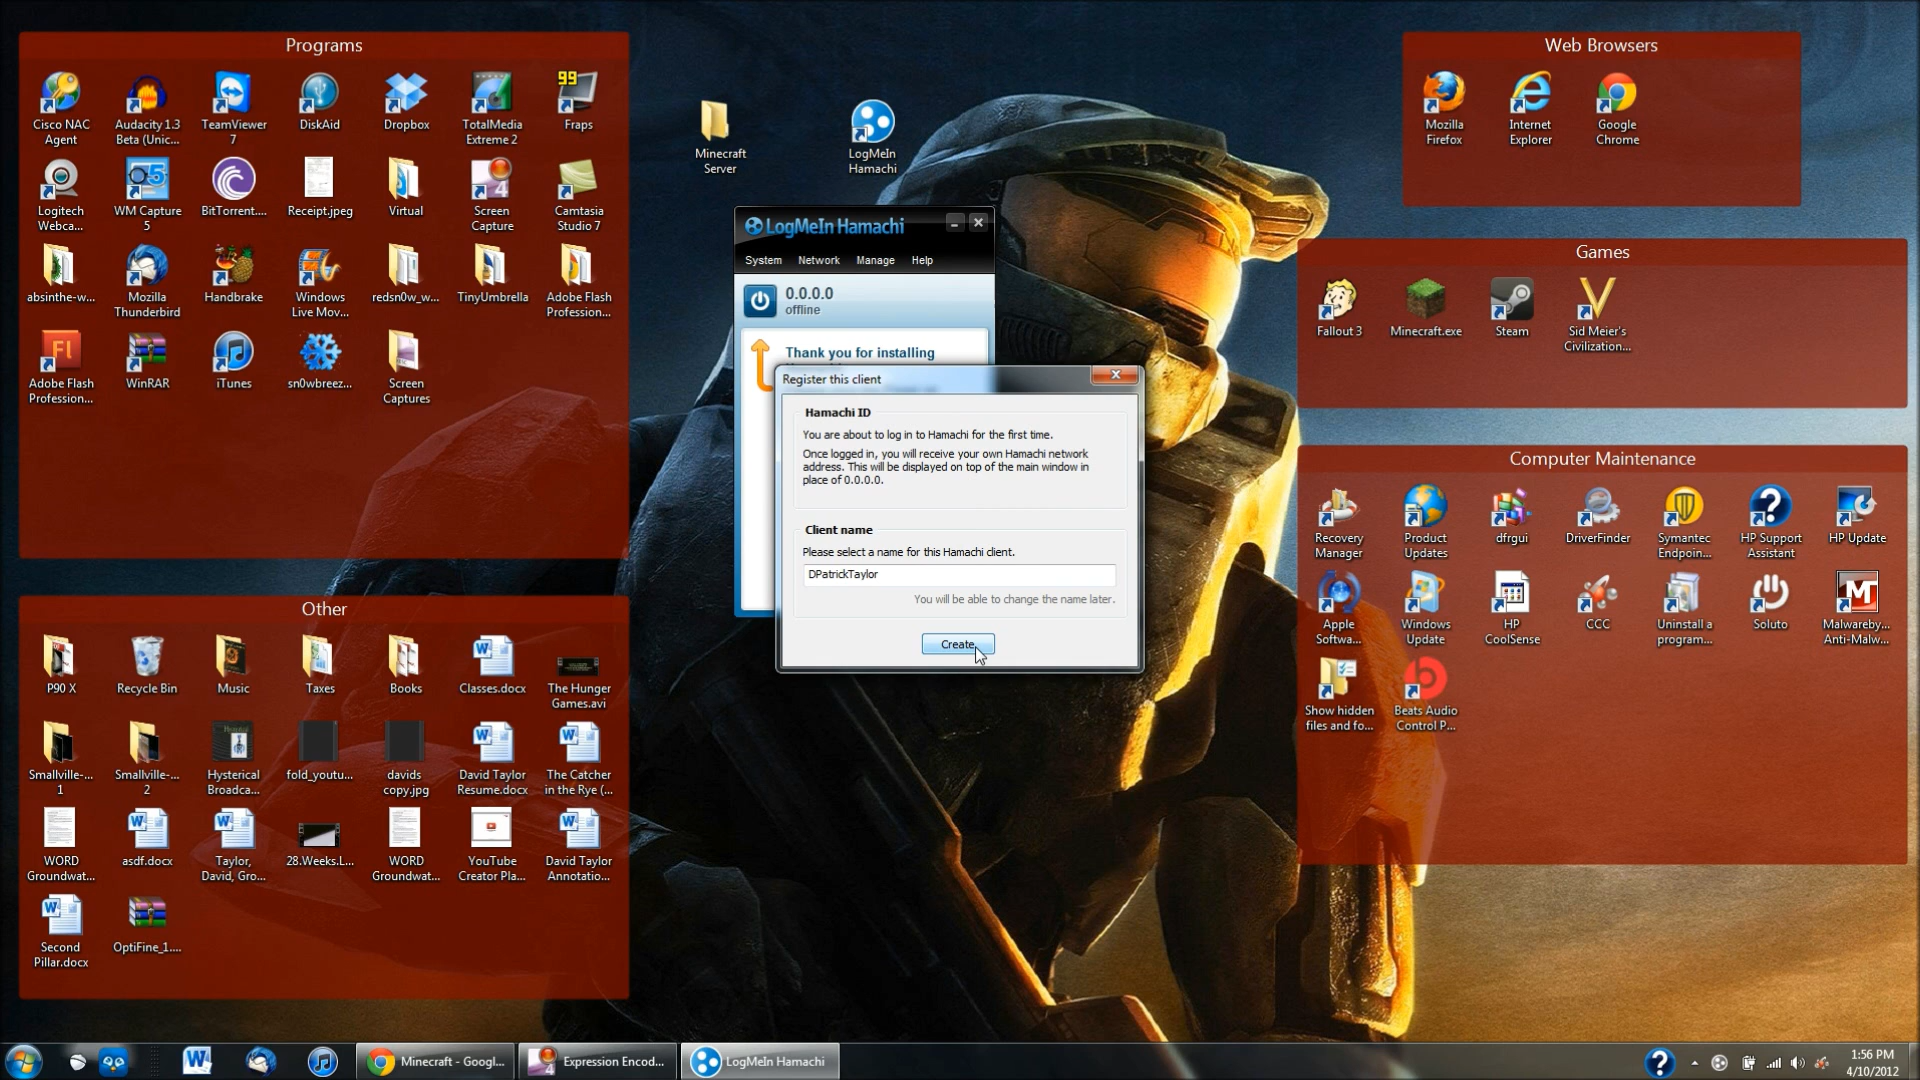 Programs
Cisco NAC
Agent
Audacity 1.3
Beta (Unic...
TeamViewer
7
DiskAid
Dropbox
TotalMedia
Extreme 2
99
Fraps
Logitech
Webca...
WM Capture
5
BitTorrent....
Receipt.jpeg
Virtual
Screen
Capture
Camtasia
Studio 7
absinthe-w...
Mozilla
Thunderbird
Handbrake
Windows
Live Mov...
redsn0w_w...
TinyUmbrella
Adobe Flash
Profession...
Adobe Flash
Profession...
WinRAR
iTunes
sn0wbreez...
Screen
Captures
Other
P90 X
Recycle Bin
Music
Taxes
Books
Classes.docx
The Hunger
Games.avi
Smallville-...
1
Smallville-...
2
Hysterical
Broadca...
fold_youtu...
davids
copy.jpg
David Taylor
Resume.docx
The Catcher
in the Rye (...
WORD
Groundwat...
asdf.docx
Taylor,
David, Gro...
28.Weeks.L...
WORD
Groundwat...
YouTube
Creator Pla...
David Taylor
Annotatio...
Second
Pillar.docx
OptiFine_1....
Minecraft
Server
LogMeIn
Hamachi
LogMeIn Hamachi
System Network Manage Help
0.0.0.0
offline
Thank you for installing
Register this client
Hamachi ID
You are about to log in to Hamachi for the first time.
Once logged in, you will receive your own Hamachi network
address. This will be displayed on top of the main window in
place of 0.0.0.0.
Client name
Please select a name for this Hamachi client.
DPatrickTaylor
You will be able to change the name later.
Create
Web Browsers
Mozilla
Firefox
Internet
Explorer
Google
Chrome
Games
Fallout 3
Minecraft.exe
Steam
Sid Meier's
Civilization...
Computer Maintenance
Recovery
Manager
Product
Updates
dfrgui
DriverFinder
Symantec
Endpoin...
HP Support
Assistant
HP Update
Apple
Softwa...
Windows
Update
HP
CoolSense
CCC
Uninstall a
program...
Soluto
Malwareby...
Anti-Malw...
Show hidden
files and fo...
Beats Audio
Control P...
Minecraft - Googl...
Expression Encod...
LogMeIn Hamachi
1:56 PM
4/10/2012